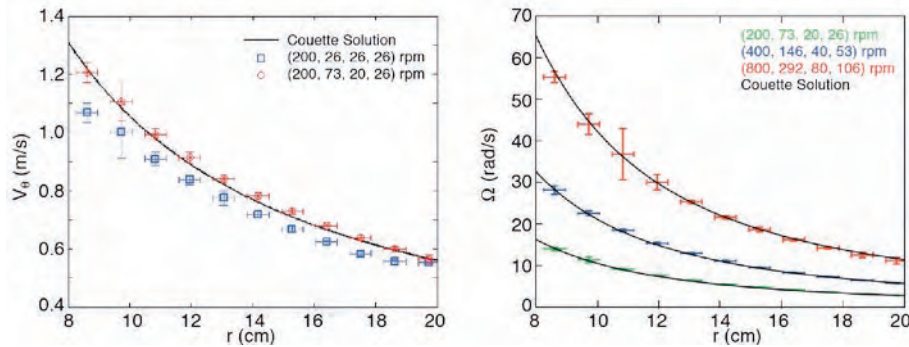 1.4
1.2
1.0
0.8
0.6
0.4
V_θ (m/s)
Couette Solution
(200, 26, 26, 26) rpm
(200, 73, 20, 26) rpm
8 10 12 14 16 18 20
r (cm)
70
60
50
40
30
20
10
0
Ω (rad/s)
(200, 73, 20, 26) rpm
(400, 146, 40, 53) rpm
(800, 292, 80, 106) rpm
Couette Solution
8 10 12 14 16 18 20
r (cm)